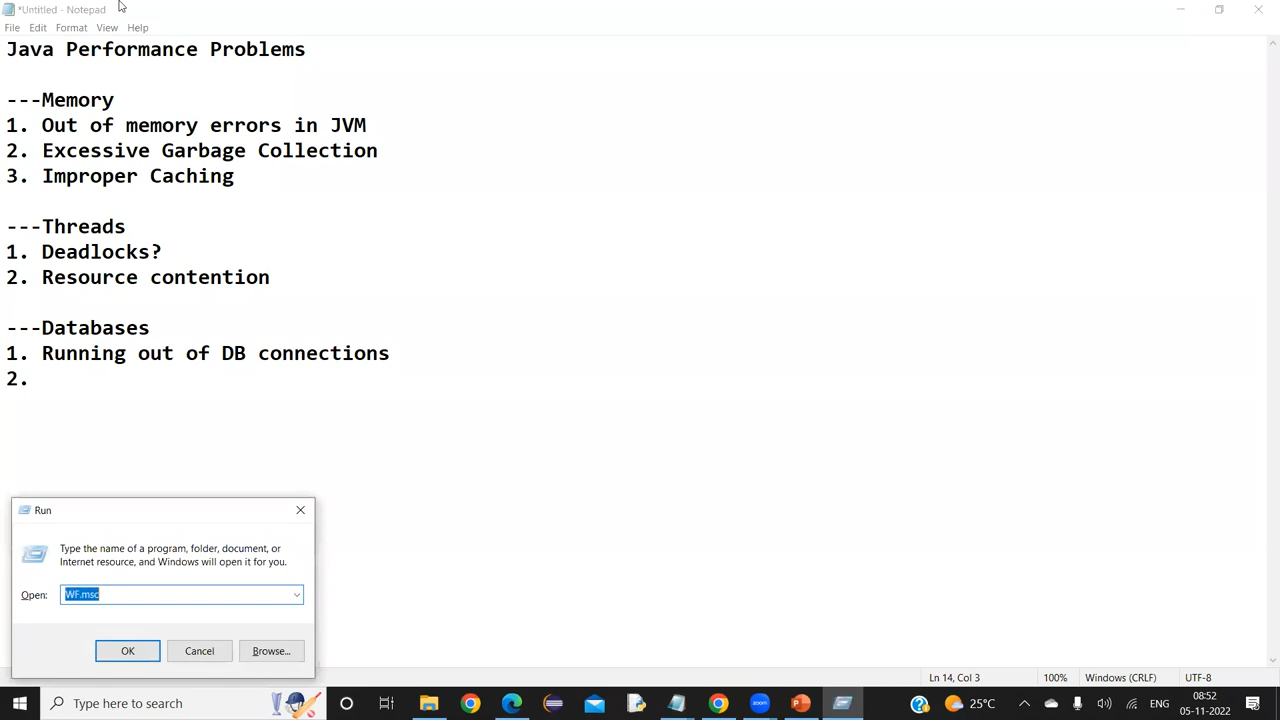 *Untitled - Notepad
File Edit Format View Help
Java Performance Problems
---Memory
1. Out of memory errors in JVM
2. Excessive Garbage Collection
3. Improper Caching
---Threads
1. Deadlocks?
2. Resource contention
---Databases
1. Running out of DB connections
2.
Run
Type the name of a program, folder, document, or
Internet resource, and Windows will open it for you.
Open: WF.msc
OK Cancel Browse...
Ln 14, Col 3 100% Windows (CRLF) UTF-8
Type here to search
zoom
25°C
ENG
08:52
05-11-2022